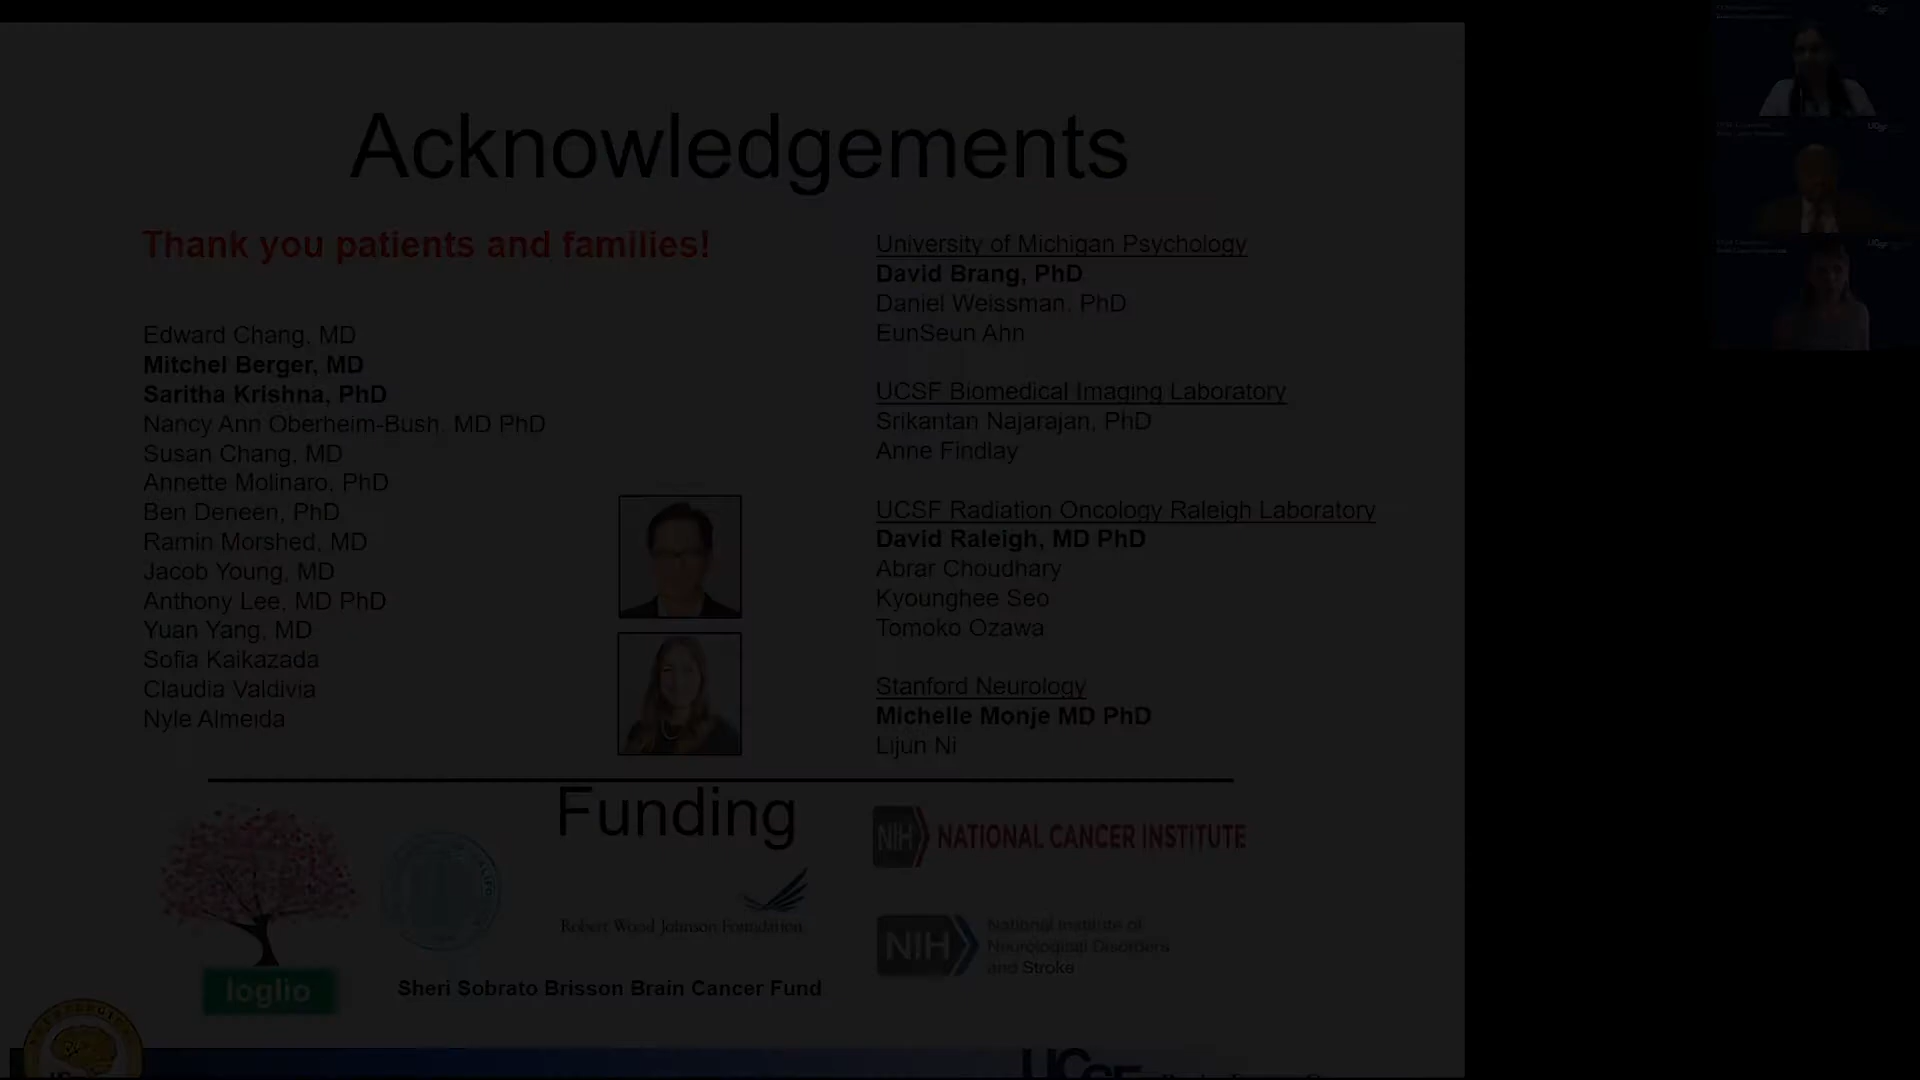 Acknowledgements
Thank you patients and families!
Edward Chang, MD
Mitchel Berger, MD
Saritha Krishna, PhD
Nancy Ann Oberheim-Bush, MD PhD
Susan Chang, MD
Annette Molinaro, PhD
Ben Deneen, PhD
Ramin Morshed, MD
Jacob Young, MD
Anthony Lee, MD PhD
Yuan Yang, MD
Sofia Kaikazada
Claudia Valdivia
Nyle Almeida
University of Michigan Psychology
David Brang, PhD
Daniel Weissman, PhD
EunSeun Ahn
UCSF Biomedical Imaging Laboratory
Srikantan Najarajan, PhD
Anne Findlay
UCSF Radiation Oncology Raleigh Laboratory
David Raleigh, MD PhD
Abrar Choudhary
Kyounghee Seo
Tomoko Ozawa
Stanford Neurology
Michelle Monje MD PhD
Lijun Ni
Funding
loglio
Robert Wood Johnson Foundation
Sheri Sobrato Brisson Brain Cancer Fund
NIH NATIONAL CANCER INSTITUTE
NIH National Institute of
Neurological Disorders
and Stroke
UCSF